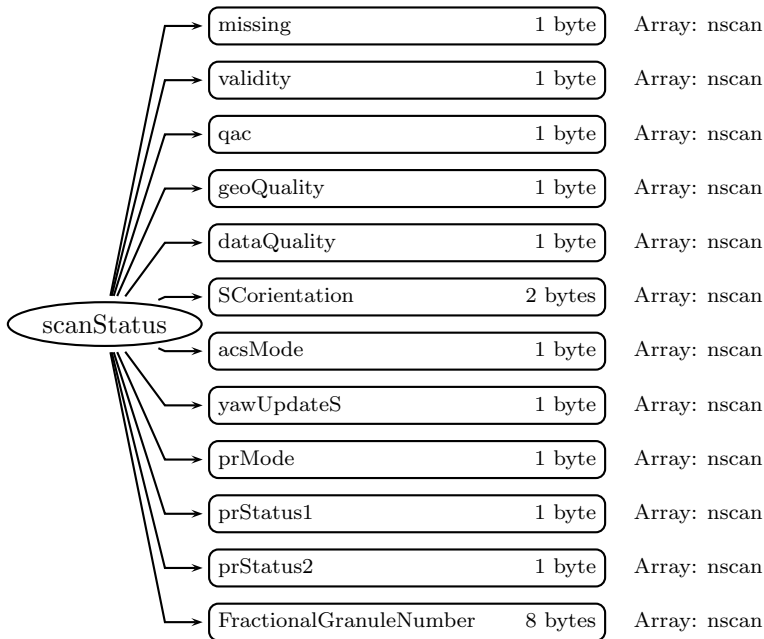 missing 1 byte Array: nscan
validity 1 byte Array: nscan
qac 1 byte Array: nscan
geoQuality 1 byte Array: nscan
dataQuality 1 byte Array: nscan
SCorientation 2 bytes Array: nscan
scanStatus
acsMode 1 byte Array: nscan
yawUpdateS 1 byte Array: nscan
prMode 1 byte Array: nscan
prStatus1 1 byte Array: nscan
prStatus2 1 byte Array: nscan
FractionalGranuleNumber 8 bytes Array: nscan